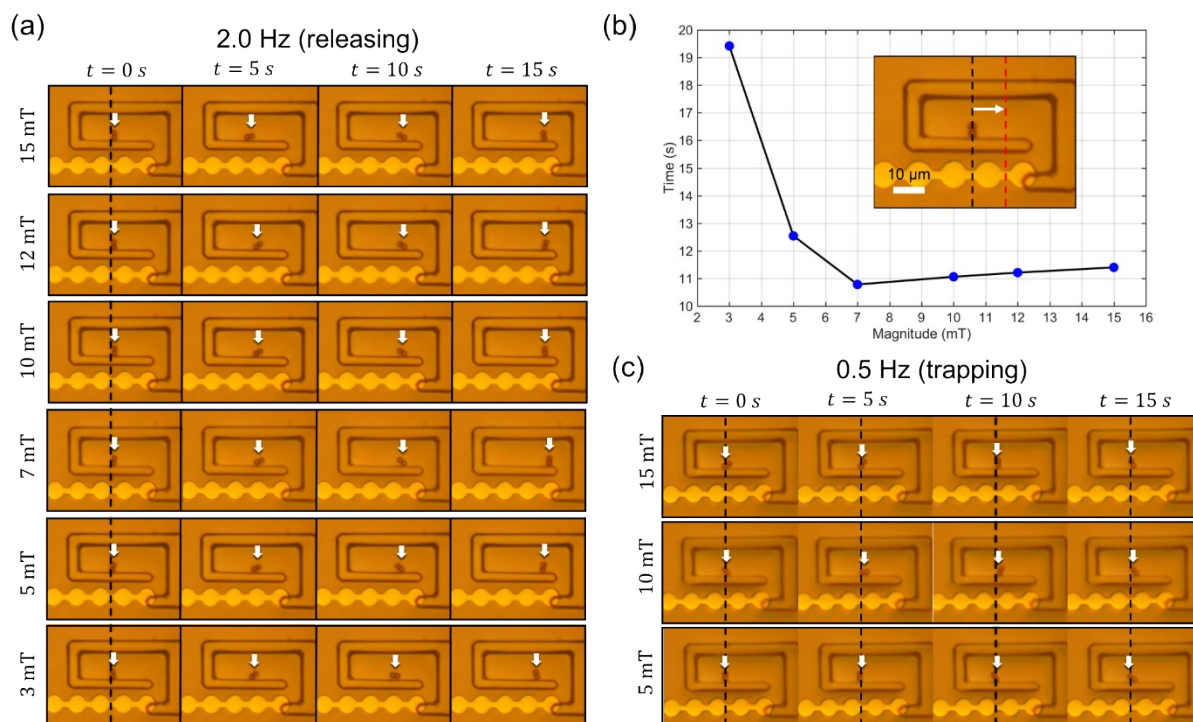 (a)
2.0 Hz (releasing)
t = 0 s t = 5 s t = 10 s t = 15 s
15 mT
12 mT
10 mT
7 mT
5 mT
3 mT
(b)
20
19
18
17
16
15
14
13
12
11
10
Time (s)
2 3 4 5 6 7 8 9 10 11 12 13 14 15 16
Magnitude (mT)
10 µm
(c)
0.5 Hz (trapping)
t = 0 s t = 5 s t = 10 s t = 15 s
15 mT
10 mT
5 mT